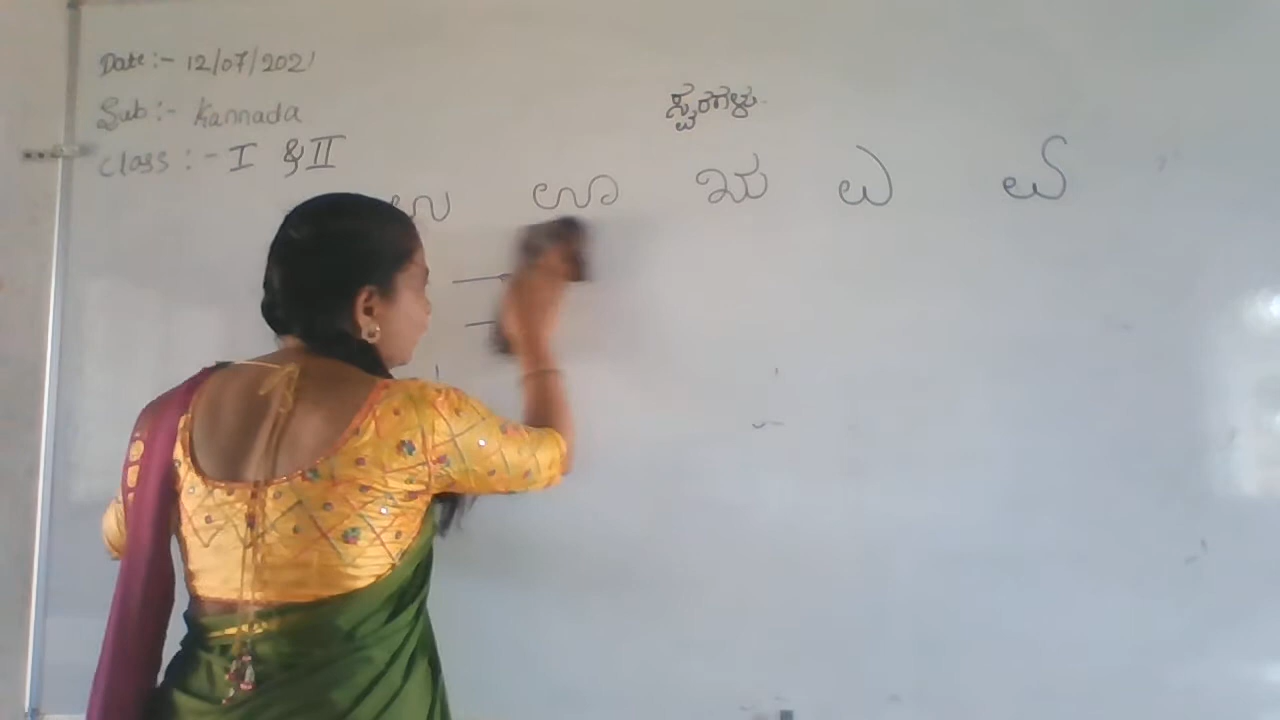 Date :- 12/07/2021
Sub :- Kannada
Class :- I & II
ಸ್ವರಗಳು
ಉ ಊ ಋ ಎ ಏ